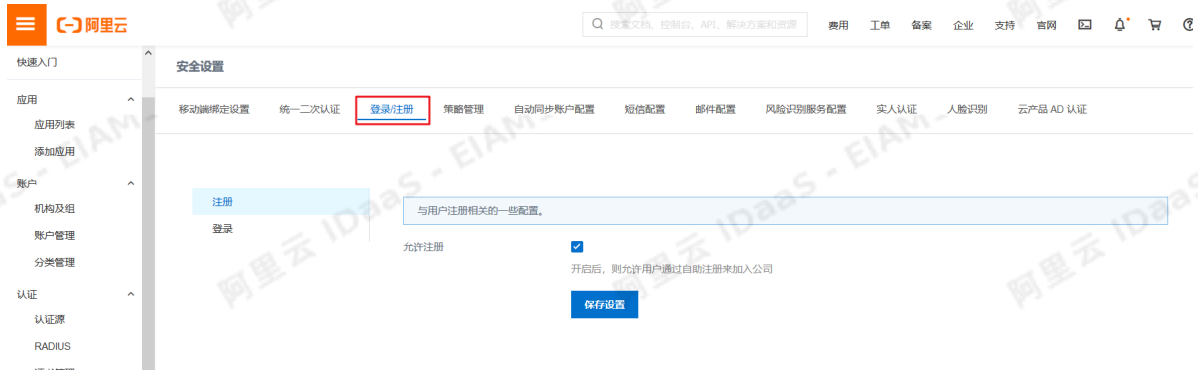 阿里云
搜索文档、控制台、API、解决方案和资源
费用 工单 备案 企业 支持 官网
快速入门
安全设置
应用
移动端绑定设置 统一二次认证 登录/注册 策略管理 自动同步账户配置 短信配置 邮件配置 风险识别服务配置 实人认证 人脸识别 云产品 AD 认证
应用列表
添加应用
账户
注册
机构及组
与用户注册相关的一些配置。
登录
账户管理
允许注册
分类管理
开启后，则允许用户通过自助注册来加入公司
认证
保存设置
认证源
RADIUS
阿里云 IDaaS - EIAM-
阿里云 IDaaS - EIAM-
阿里云 IDaaS